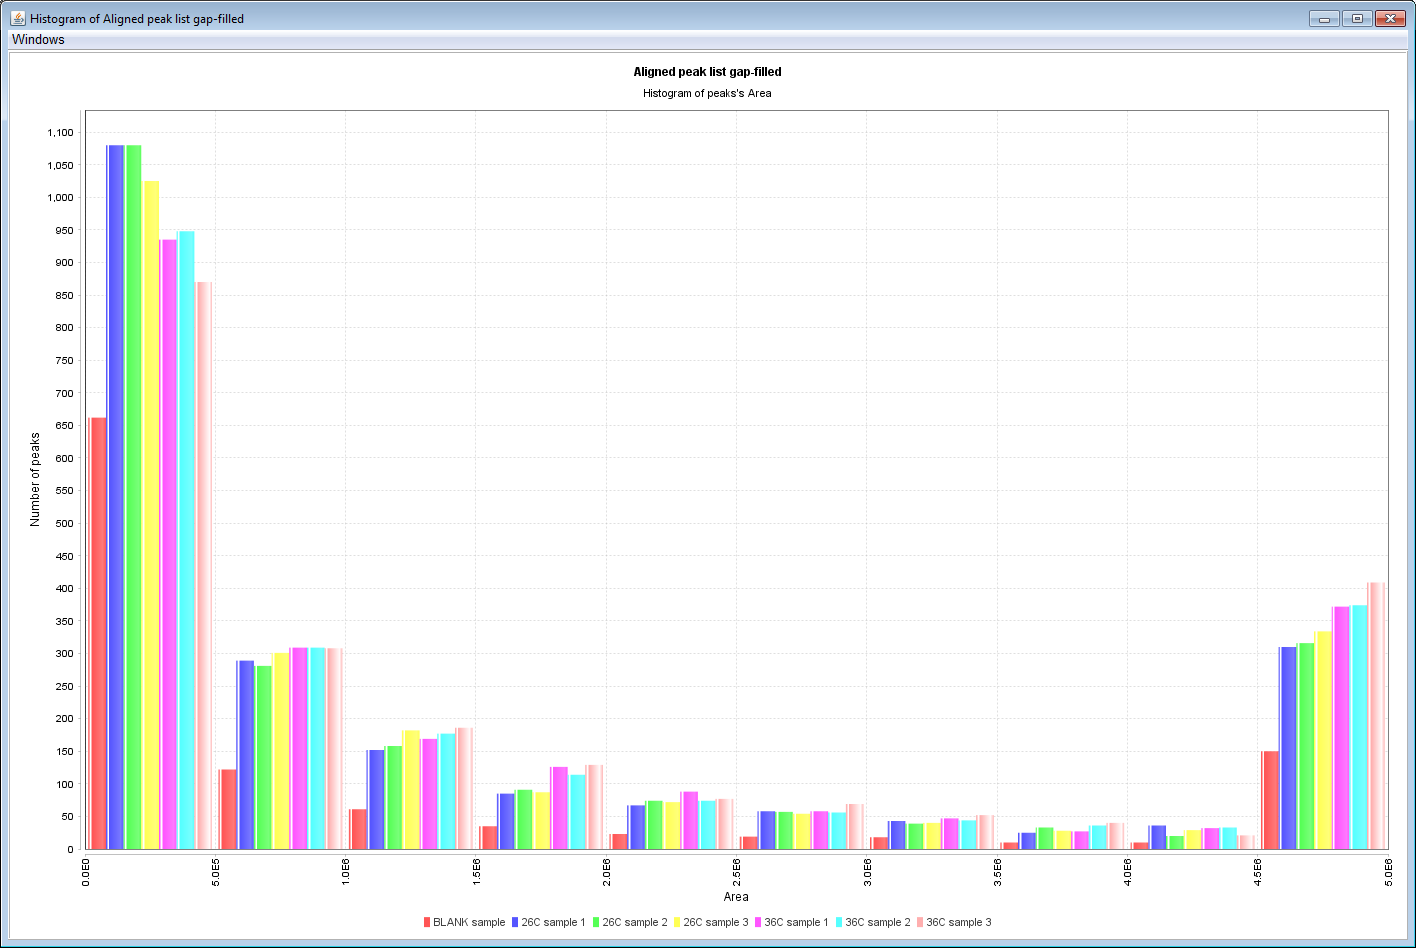 Histogram of Aligned peak list gap-filled
Windows
Aligned peak list gap-filled
Histogram of peaks's Area
1,100
1,050
1,000
950
900
850
800
750
700
650
600
550
500
450
400
350
300
250
200
150
100
50
0
Number of peaks
0.0E0
5.0E5
1.0E6
1.5E6
2.0E6
2.5E6
3.0E6
3.5E6
4.0E6
4.5E6
5.0E6
Area
BLANK sample 26C sample 1 26C sample 2 26C sample 3 36C sample 1 36C sample 2 36C sample 3